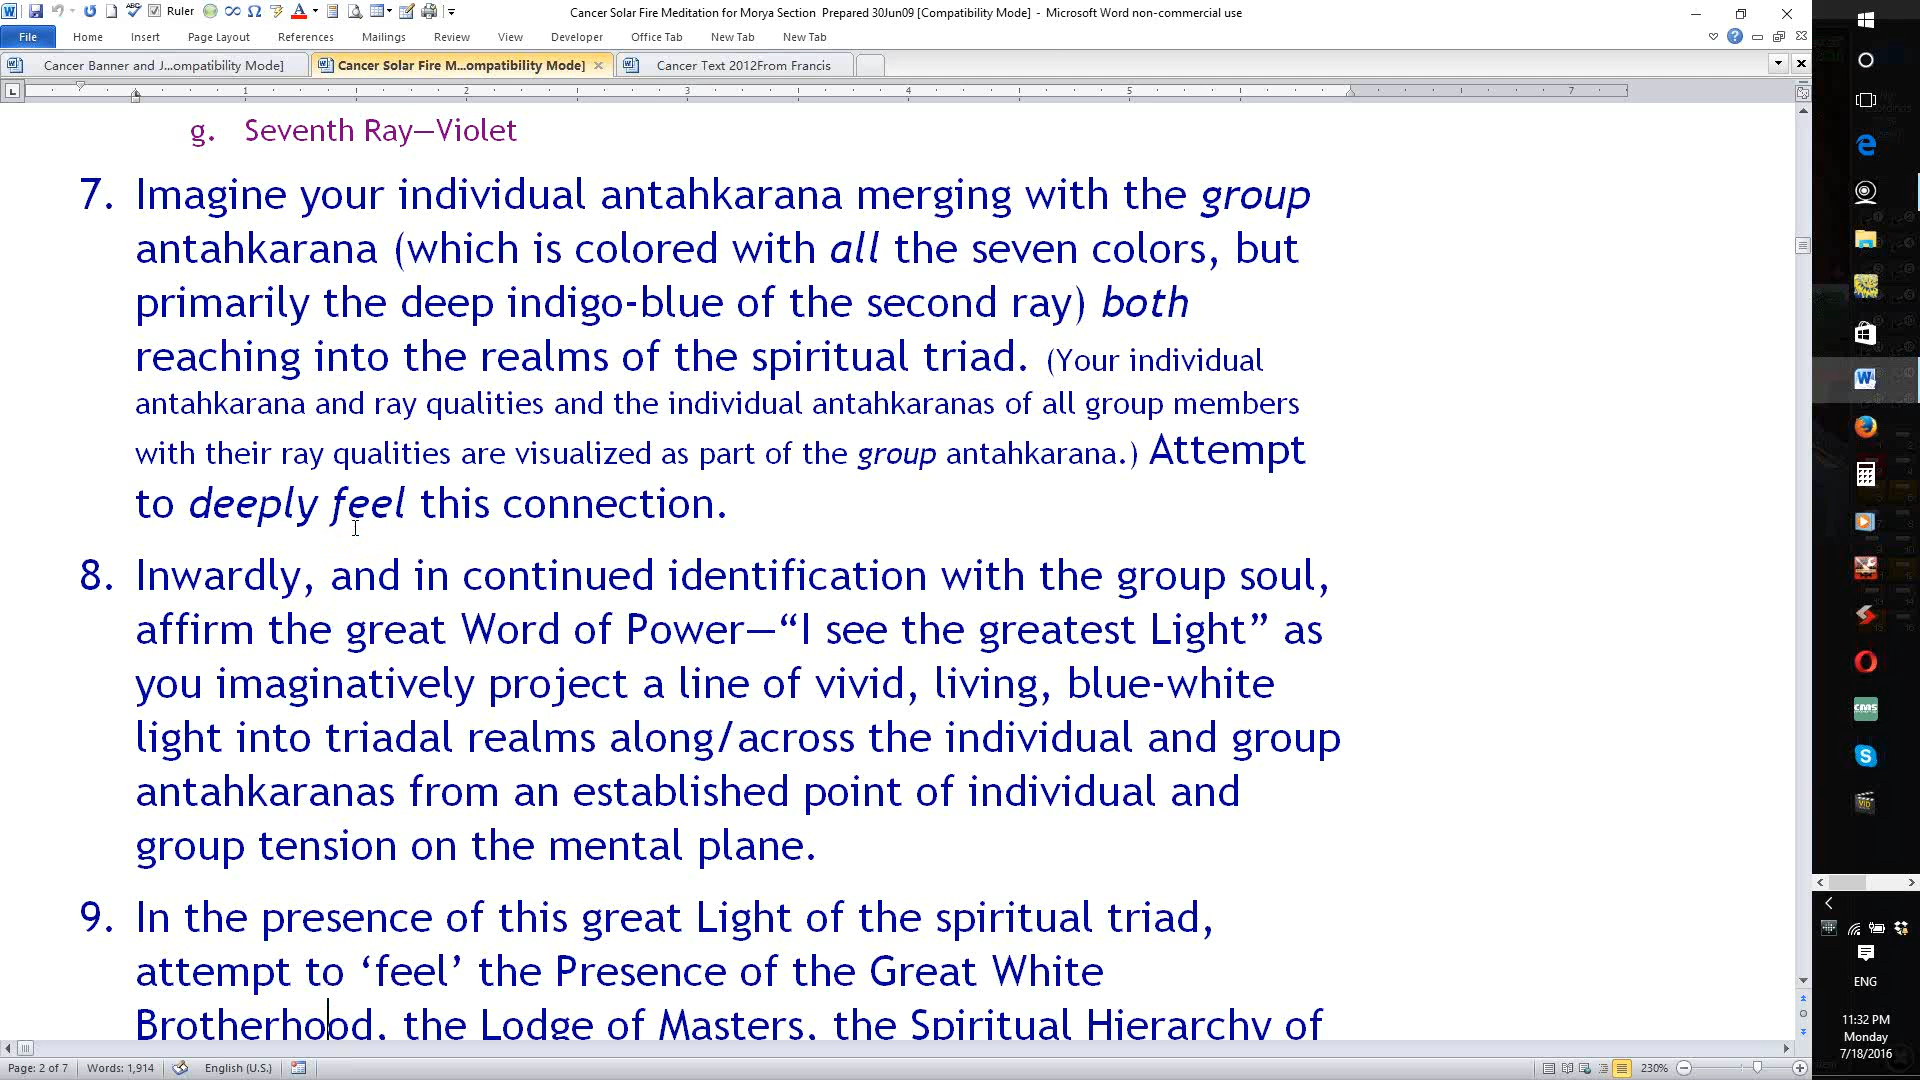 Cancer Solar Fire Meditation for Morya Section  Prepared 30Jun09 [Compatibility Mode] - Microsoft Word non-commercial use
Ruler
File Home Insert Page Layout References Mailings Review View Developer Office Tab New Tab New Tab
Cancer Banner and J...ompatibility Mode] Cancer Solar Fire M...ompatibility Mode] Cancer Text 2012From Francis
1 2 3 4 5 7
g. Seventh Ray—Violet
7. Imagine your individual antahkarana merging with the group
antahkarana (which is colored with all the seven colors, but
primarily the deep indigo-blue of the second ray) both
reaching into the realms of the spiritual triad. (Your individual
antahkarana and ray qualities and the individual antahkaranas of all group members
with their ray qualities are visualized as part of the group antahkarana.) Attempt
to deeply feel this connection.
8. Inwardly, and in continued identification with the group soul,
affirm the great Word of Power—“I see the greatest Light” as
you imaginatively project a line of vivid, living, blue-white
light into triadal realms along/across the individual and group
antahkaranas from an established point of individual and
group tension on the mental plane.
9. In the presence of this great Light of the spiritual triad,
attempt to ‘feel’ the Presence of the Great White
Brotherhood, the Lodge of Masters, the Spiritual Hierarchy of
Page: 2 of 7 Words: 1,914 English (U.S.) 230%
cms
VID
ENG
11:32 PM
Monday
7/18/2016